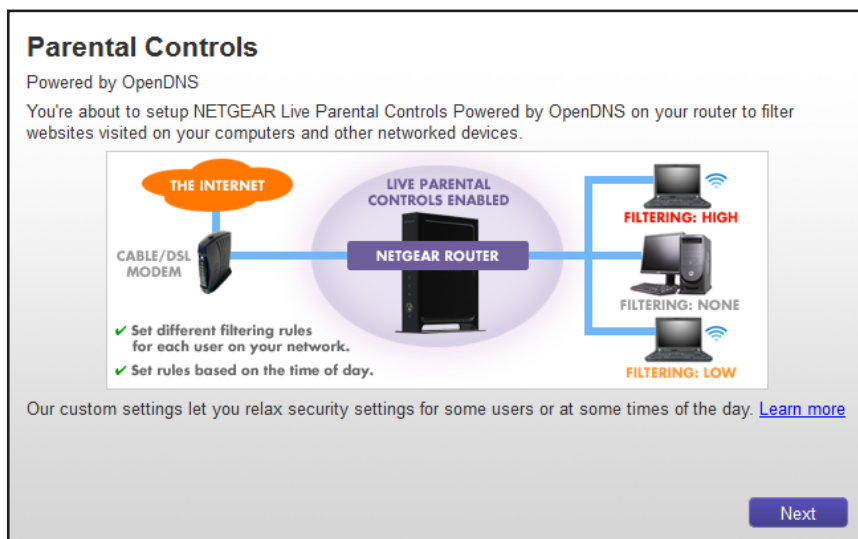 Parental Controls
Powered by OpenDNS
You're about to setup NETGEAR Live Parental Controls Powered by OpenDNS on your router to filter
websites visited on your computers and other networked devices.
THE INTERNET
LIVE PARENTAL
CONTROLS ENABLED
FILTERING: HIGH
CABLE/DSL
MODEM
NETGEAR ROUTER
FILTERING: NONE
✔ Set different filtering rules
for each user on your network.
✔ Set rules based on the time of day.
FILTERING: LOW
Our custom settings let you relax security settings for some users or at some times of the day. Learn more
Next